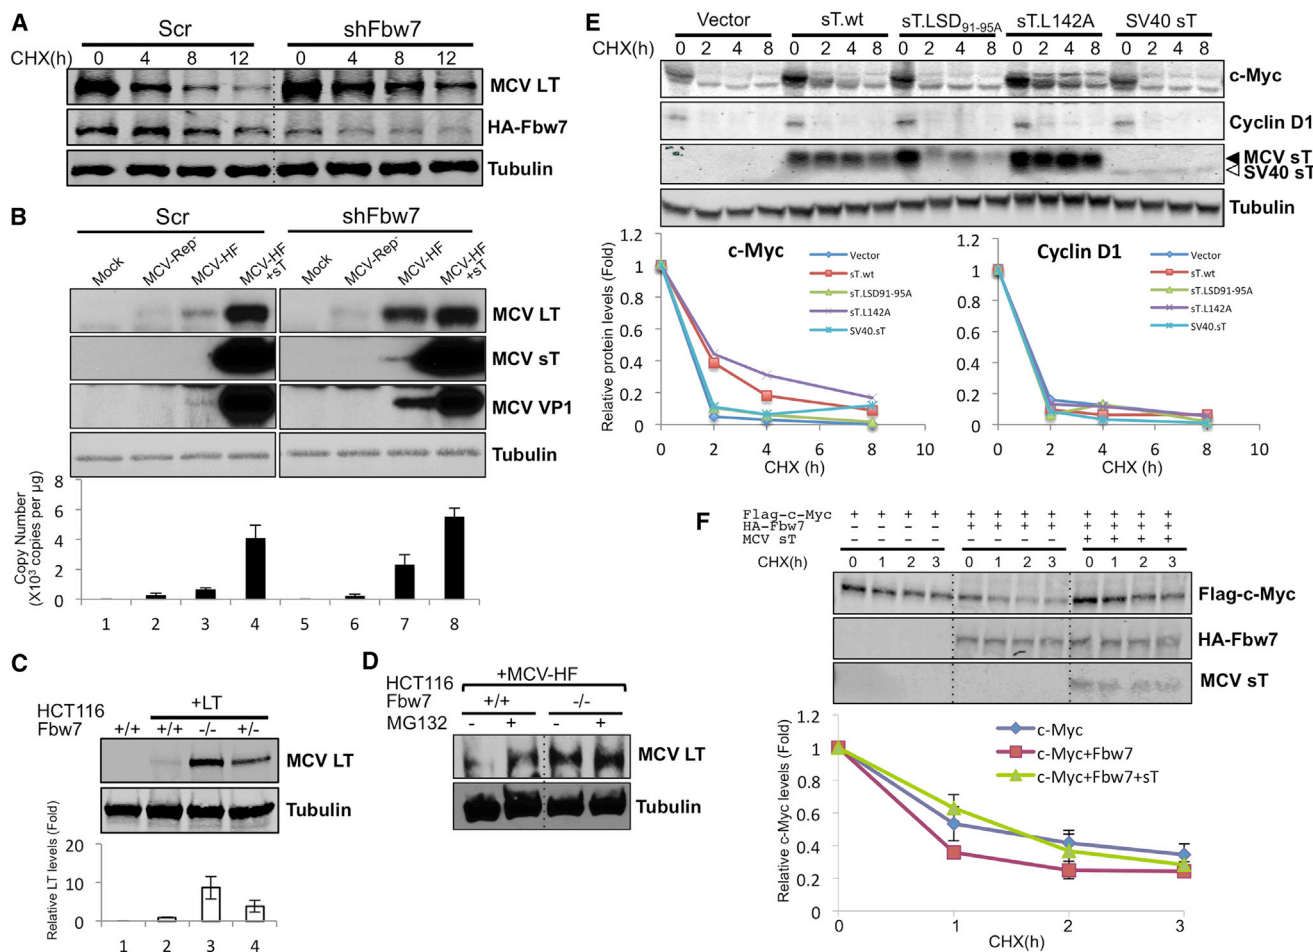 A
Scr shFbw7
CHX(h) 0 4 8 12 0 4 8 12
MCV LT
HA-Fbw7
Tubulin
B
Scr shFbw7
Mock MCV-Rep- MCV-HF MCV-HF +sT Mock MCV-Rep- MCV-HF MCV-HF +sT
MCV LT
MCV sT
MCV VP1
Tubulin
Copy Number
(X10³ copies per µg)
8
6
4
2
0
1 2 3 4 5 6 7 8
C
+LT
HCT116
Fbw7 +/+ +/+ -/- +/-
MCV LT
Tubulin
Relative LT levels (Fold)
20
10
0
1 2 3 4
D
+MCV-HF
HCT116
Fbw7 +/+ -/-
MG132 - + - +
MCV LT
Tubulin
E
Vector sT.wt sT.LSD91-95A sT.L142A SV40 sT
CHX(h) 0 2 4 8 0 2 4 8 0 2 4 8 0 2 4 8 0 2 4 8
c-Myc
Cyclin D1
MCV sT
SV40 sT
Tubulin
Relative protein levels (Fold)
c-Myc
1.2
1
0.8
0.6
0.4
0.2
0
0 2 4 6 8 10
CHX (h)
Vector
sT.wt
sT.LSD91-95A
sT.L142A
SV40.sT
Cyclin D1
1.2
1
0.8
0.6
0.4
0.2
0
0 2 4 6 8 10
CHX (h)
Vector
sT.wt
sT.LSD91-95A
sT.L142A
SV40.sT
F
Flag-c-Myc + + + + + + + + + + + +
HA-Fbw7 - - - - + + + + + + + +
MCV sT - - - - - - - - + + + +
CHX(h) 0 1 2 3 0 1 2 3 0 1 2 3
Flag-c-Myc
HA-Fbw7
MCV sT
Relative c-Myc levels (Fold)
1.2
1.0
0.8
0.6
0.4
0.2
0
0 1 2 3
CHX(h)
c-Myc
c-Myc+Fbw7
c-Myc+Fbw7+sT